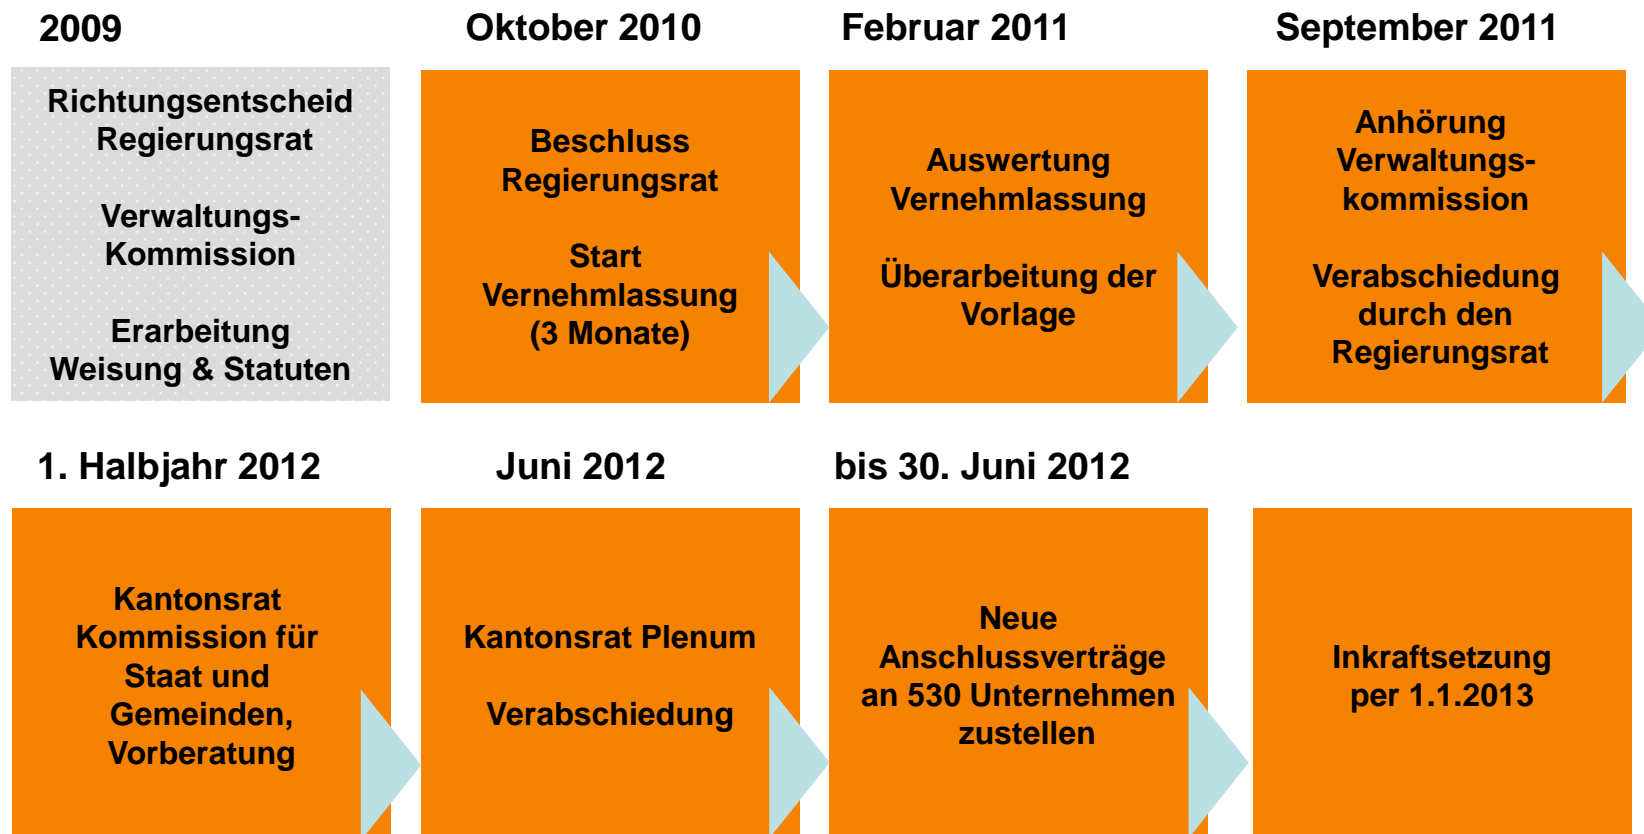 2009
Richtungsentscheid
Regierungsrat
Verwaltungs-
Kommission
Erarbeitung
Weisung & Statuten
Oktober 2010
Beschluss
Regierungsrat
Start
Vernehmlassung
(3 Monate)
Februar 2011
Auswertung
Vernehmlassung
Überarbeitung der
Vorlage
September 2011
Anhörung
Verwaltungs-
kommission
Verabschiedung
durch den
Regierungsrat
1. Halbjahr 2012
Kantonsrat
Kommission für
Staat und
Gemeinden,
Vorberatung
Juni 2012
Kantonsrat Plenum
Verabschiedung
bis 30. Juni 2012
Neue
Anschlussverträge
an 530 Unternehmen
zustellen
Inkraftsetzung
per 1.1.2013